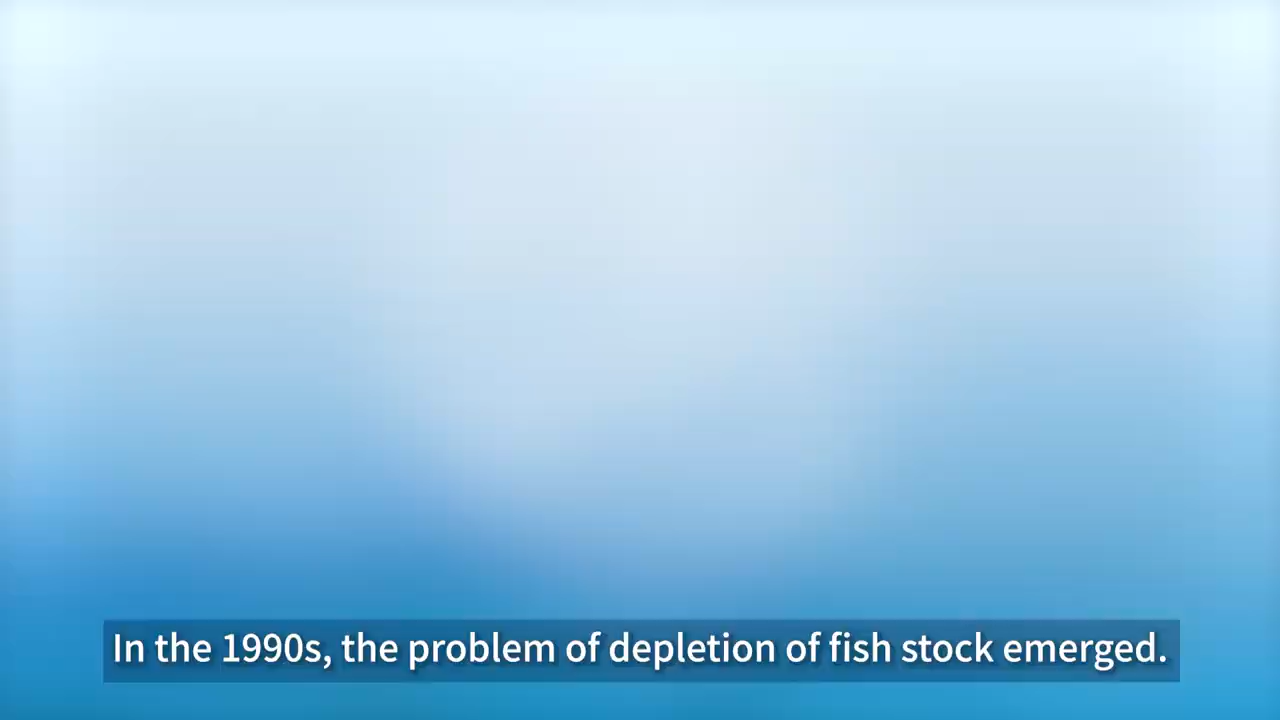 In the 1990s, the problem of depletion of fish stock emerged.